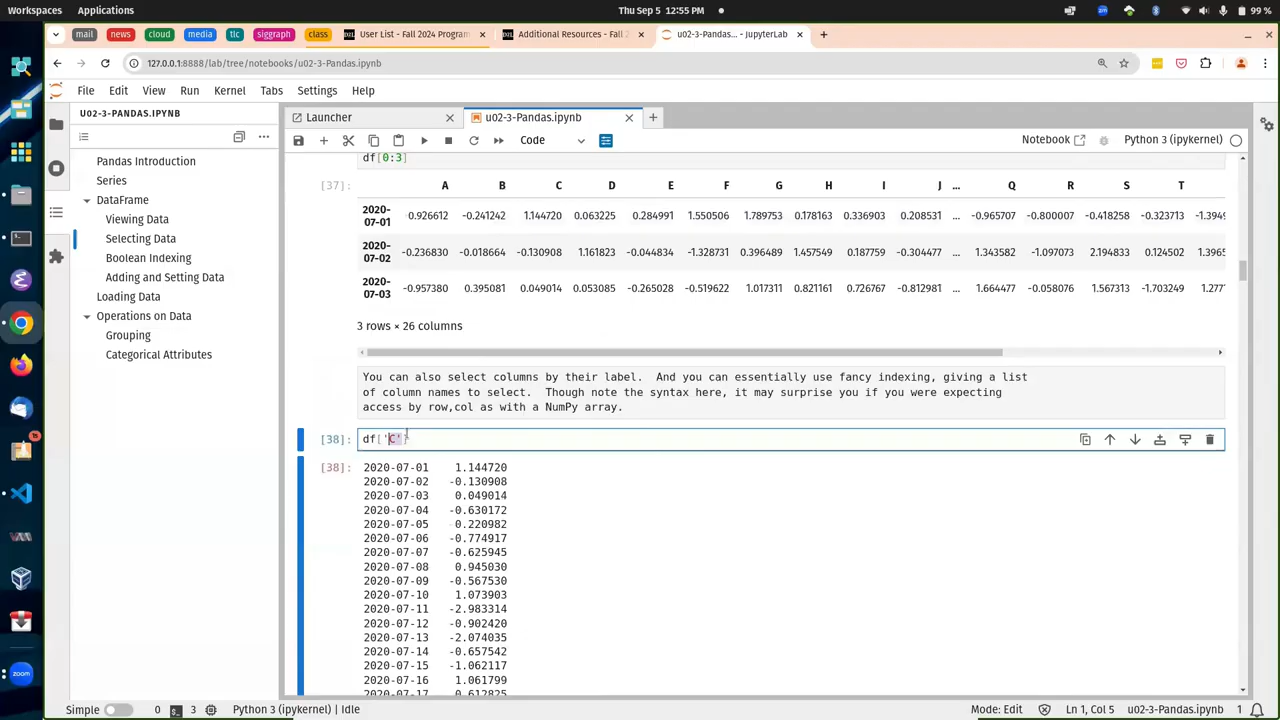 Workspaces Applications Thu Sep 5 12:55 PM 99 %
mail news cloud media tlc siggraph class User List - Fall 2024 Program Additional Resources - Fall 2 u02-3-Pandas... - JupyterLab
127.0.0.1:8888/lab/tree/notebooks/u02-3-Pandas.ipynb
File Edit View Run Kernel Tabs Settings Help
U02-3-PANDAS.IPYNB
Launcher u02-3-Pandas.ipynb
Code Notebook Python 3 (ipykernel)
Pandas Introduction
Series
DataFrame
Viewing Data
Selecting Data
Boolean Indexing
Adding and Setting Data
Loading Data
Operations on Data
Grouping
Categorical Attributes
df[0:3]
[37]: A B C D E F G H I J ... Q R S T
2020-07-01 0.926612 -0.241242 1.144720 0.063225 0.284991 1.550506 1.789753 0.178163 0.336903 0.208531 ... -0.965707 -0.800007 -0.418258 -0.323713 -1.3949
2020-07-02 -0.236830 -0.018664 -0.130908 1.161823 -0.044834 -1.328731 0.396489 1.457549 0.187759 -0.304477 ... 1.343582 -1.097073 2.194833 0.124502 1.3965
2020-07-03 -0.957380 0.395081 0.049014 0.053085 -0.265028 -0.519622 1.017311 0.821161 0.726767 -0.812981 ... 1.664477 -0.058076 1.567313 -1.703249 1.277
3 rows × 26 columns
You can also select columns by their label. And you can essentially use fancy indexing, giving a list
of column names to select. Though note the syntax here, it may surprise you if you were expecting
access by row,col as with a NumPy array.
[38]: df['C']
[38]: 2020-07-01 1.144720
2020-07-02 -0.130908
2020-07-03 0.049014
2020-07-04 -0.630172
2020-07-05 0.220982
2020-07-06 -0.774917
2020-07-07 -0.625945
2020-07-08 0.945030
2020-07-09 -0.567530
2020-07-10 1.073903
2020-07-11 -2.983314
2020-07-12 -0.902420
2020-07-13 -2.074035
2020-07-14 -0.657542
2020-07-15 -1.062117
2020-07-16 1.061799
2020-07-17 0.612825
15
zoom
Simple 0 3 Python 3 (ipykernel) | Idle Mode: Edit Ln 1, Col 5 u02-3-Pandas.ipynb 1